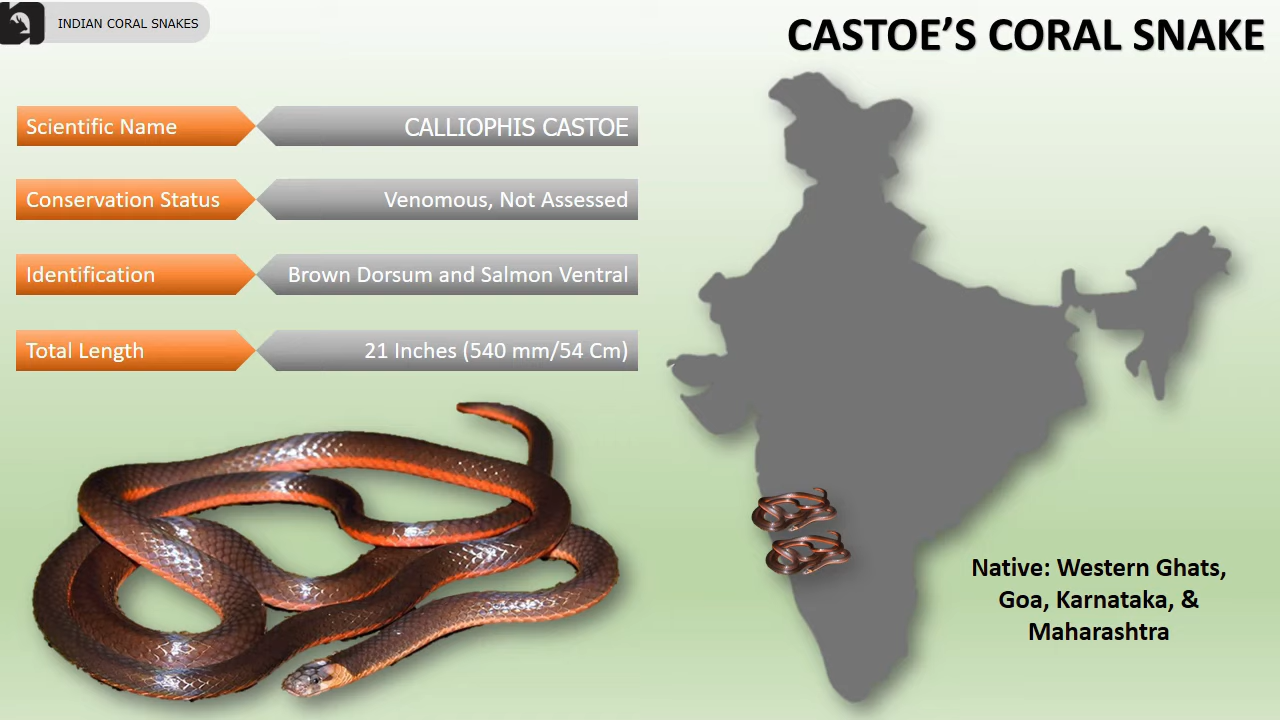 INDIAN CORAL SNAKES
CASTOE’S CORAL SNAKE
Scientific Name
CALLIOPHIS CASTOE
Conservation Status
Venomous, Not Assessed
Identification
Brown Dorsum and Salmon Ventral
Total Length
21 Inches (540 mm/54 Cm)
Native: Western Ghats,
Goa, Karnataka, &
Maharashtra